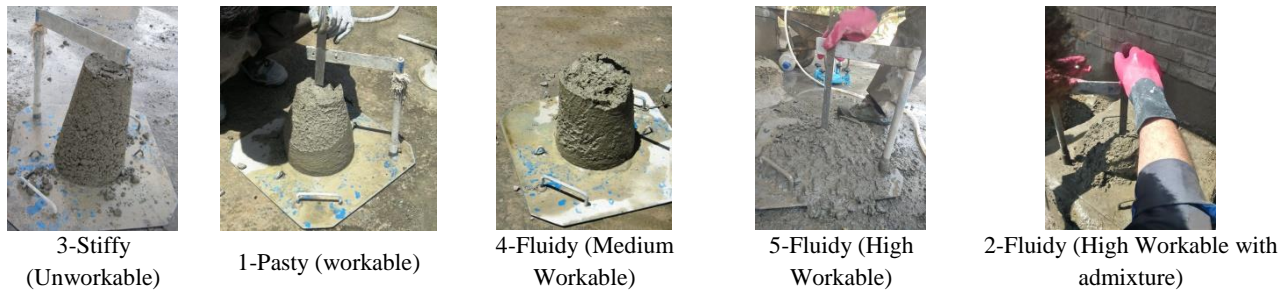 3-Stiffy
(Unworkable)
1-Pasty (workable)
4-Fluidy (Medium
Workable)
5-Fluidy (High
Workable)
2-Fluidy (High Workable with
admixture)